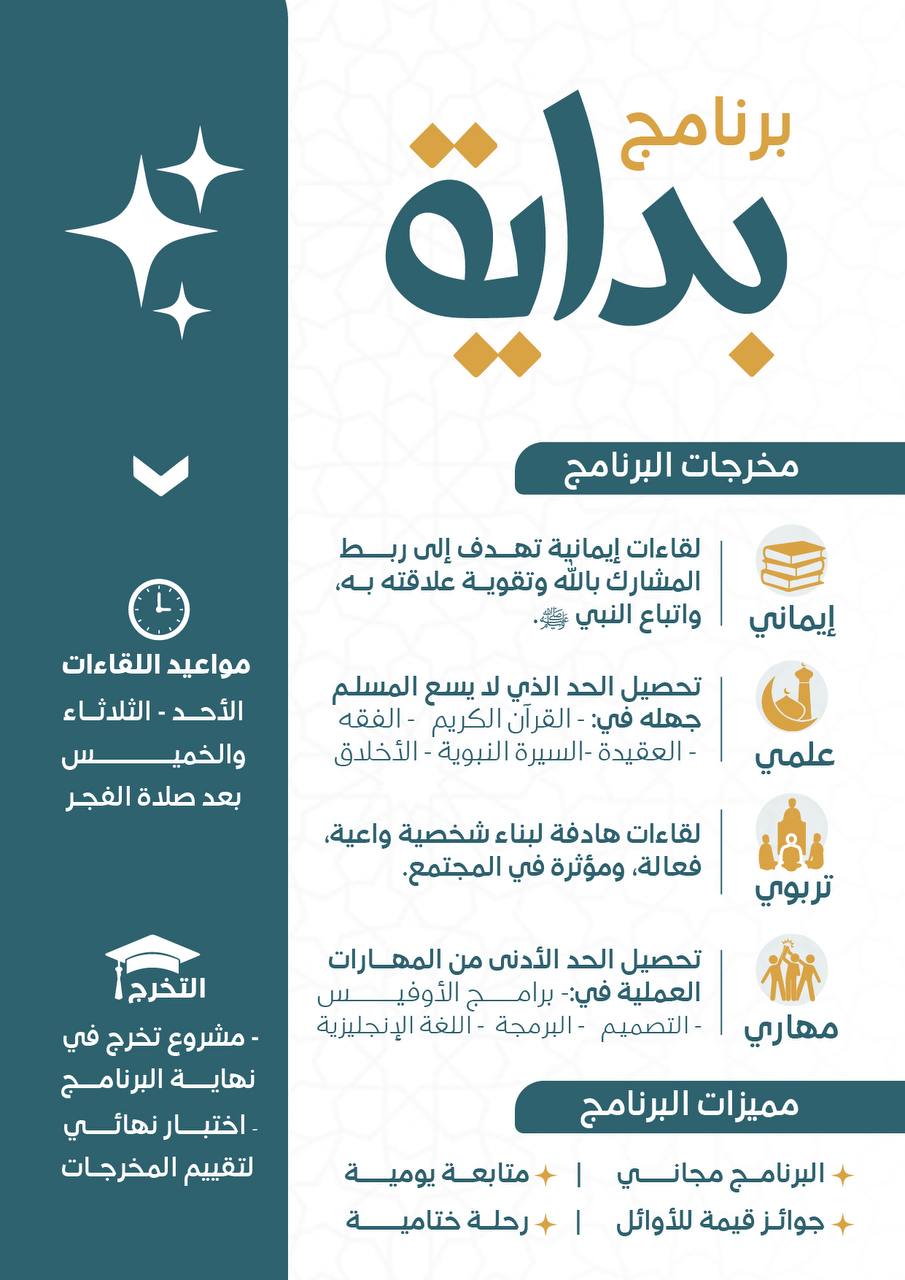 برنامج
بداية
مخرجات البرنامج
إيماني
لقاءات إيمانية تهدف إلى ربط
المشارك بالله وتقوية علاقته به،
واتباع النبي ﷺ.
علمي
تحصيل الحد الذي لا يسع المسلم
جهله في: - القرآن الكريم - الفقه
- العقيدة -السيرة النبوية - الأخلاق
تربوي
لقاءات هادفة لبناء شخصية واعية،
فعالة، ومؤثرة في المجتمع.
مهاري
تحصيل الحد الأدنى من المهارات
العملية في:- برامج الأوفيس
- التصميم - البرمجة - اللغة الإنجليزية
مميزات البرنامج
البرنامج مجاني | متابعة يومية
جوائز قيمة للأوائل | رحلة ختامية
مواعيد اللقاءات
الأحد - الثلاثاء
والخميس
بعد صلاة الفجر
التخرج
- مشروع تخرج في
نهاية البرنامج
- اختبار نهائي
لتقييم المخرجات